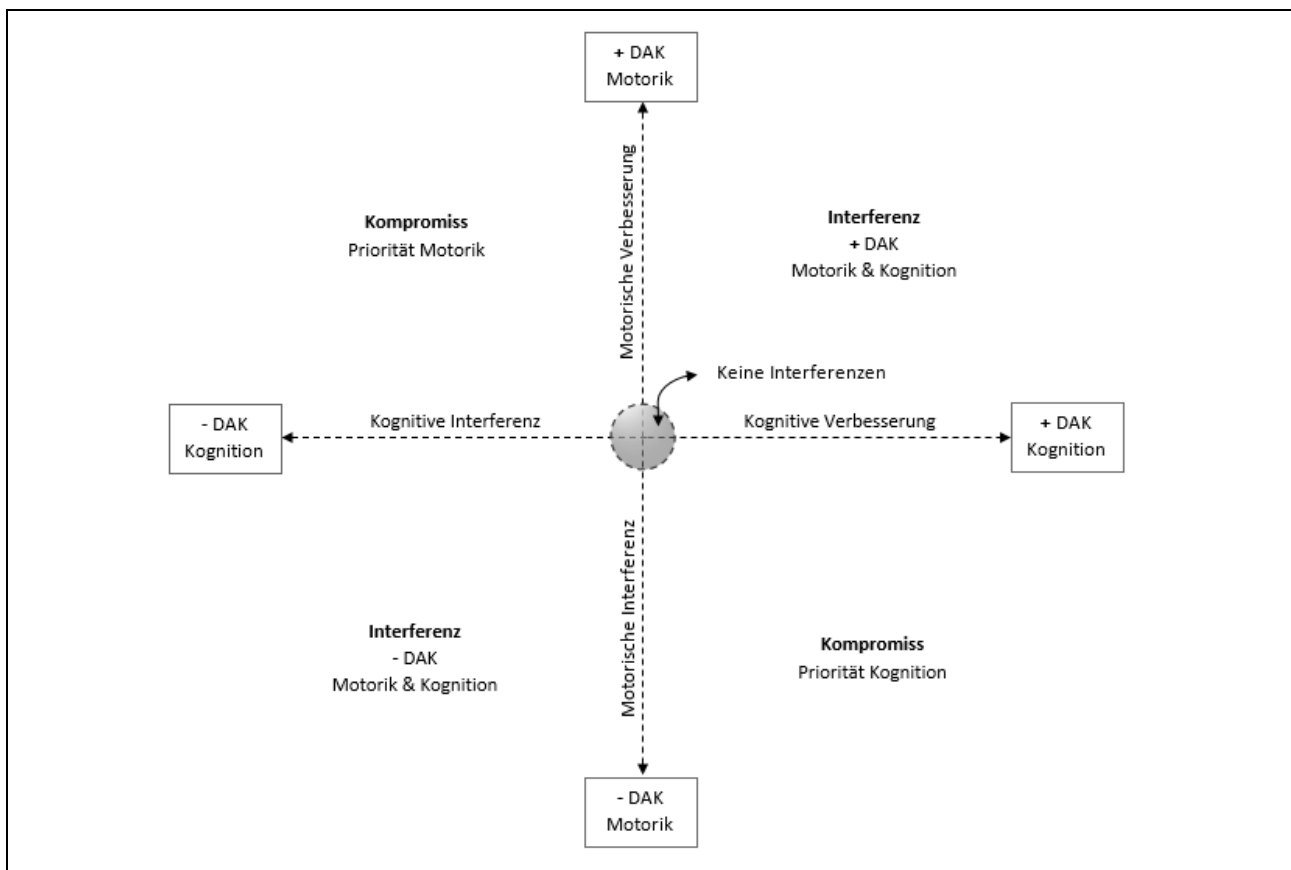 + DAK
Motorik
Motorische Verbesserung
Kompromiss
Priorität Motorik
Interferenz
+ DAK
Motorik & Kognition
Keine Interferenzen
- DAK
Kognition
Kognitive Interferenz
Kognitive Verbesserung
+ DAK
Kognition
Motorische Interferenz
Interferenz
- DAK
Motorik & Kognition
Kompromiss
Priorität Kognition
- DAK
Motorik